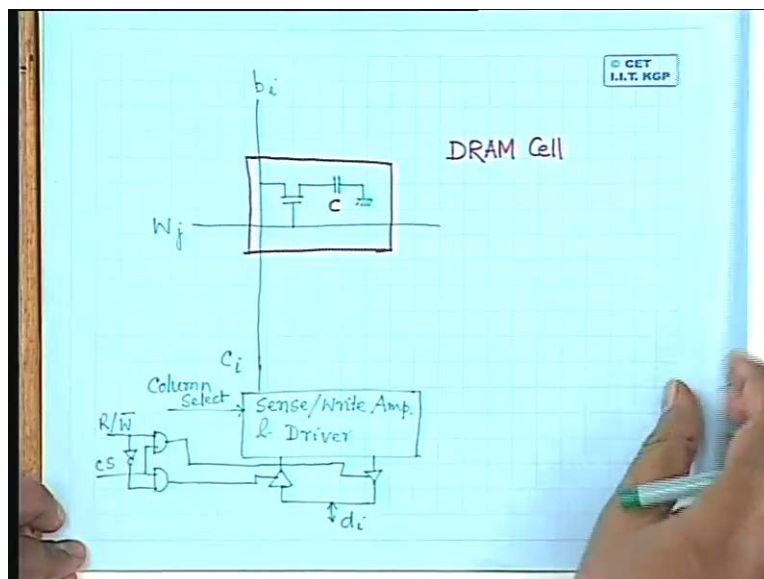 © CET
I.I.T. KGP
bi
DRAM Cell
C
Wj
Ci
Column
Select
Sense/Write Amp.
& Driver
R/W̅
CS
di